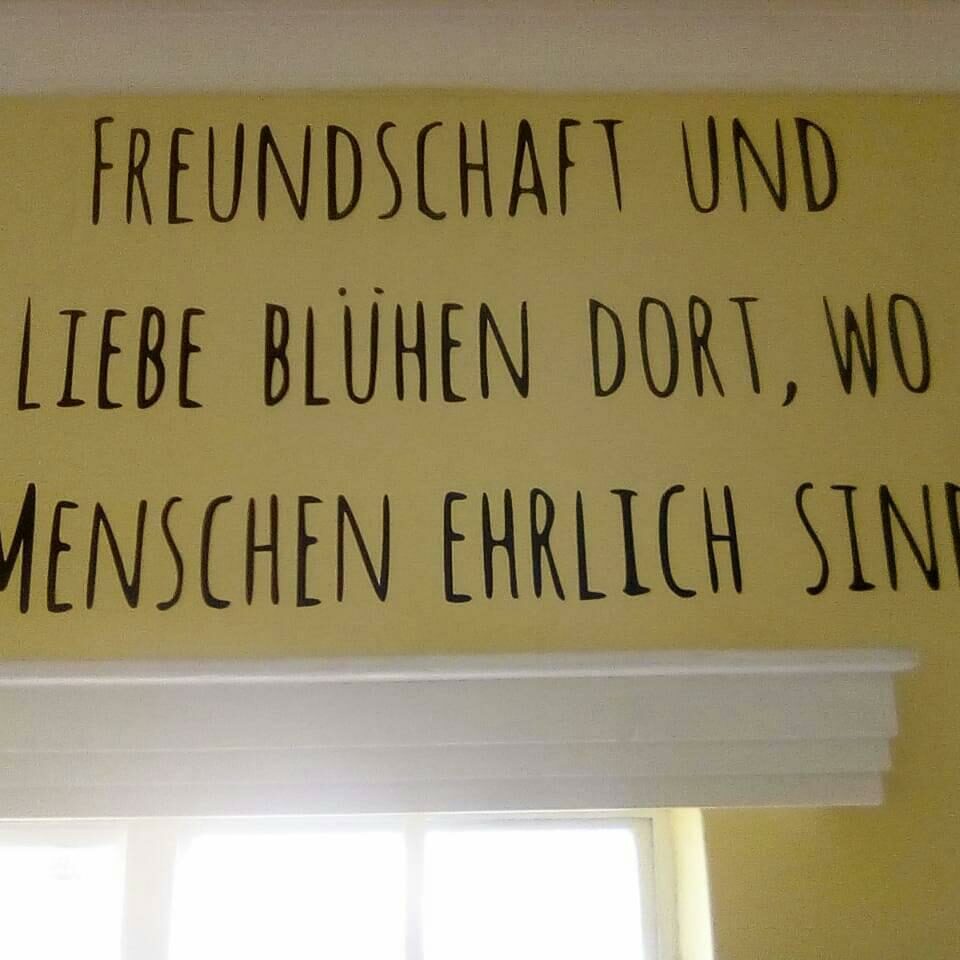 FREUNDSCHAFT UND
LIEBE BLÜHEN DORT, WO
MENSCHEN EHRLICH SIND